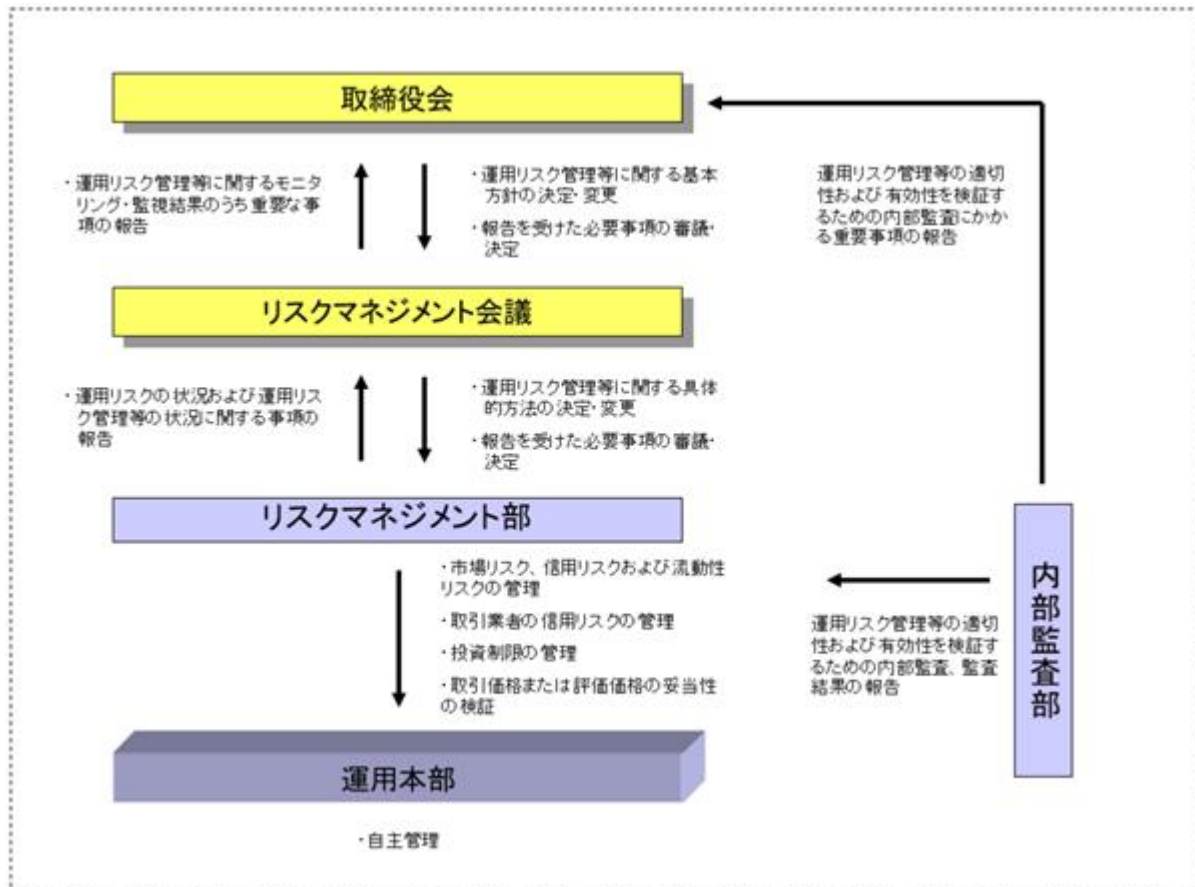 取締役会
・運用リスク管理等に関するモニタ
リング・監視結果のうち重要な事
項の報告
・運用リスク管理等に関する基本
方針の決定・変更
・報告を受けた必要事項の審議・
決定
運用リスク管理等の適切
性および有効性を検証す
るための内部監査にかか
る重要事項の報告
リスクマネジメント会議
・運用リスクの状況および運用リス
ク管理等の状況に関する事項の
報告
・運用リスク管理等に関する具体
的方法の決定・変更
・報告を受けた必要事項の審議・
決定
リスクマネジメント部
・市場リスク、信用リスクおよび流動性
リスクの管理
・取引業者の信用リスクの管理
・投資制限の管理
・取引価格または評価価格の妥当性
の検証
運用リスク管理等の適切
性および有効性を検証す
るための内部監査、監査
結果の報告
内部監査部
運用本部
・自主管理